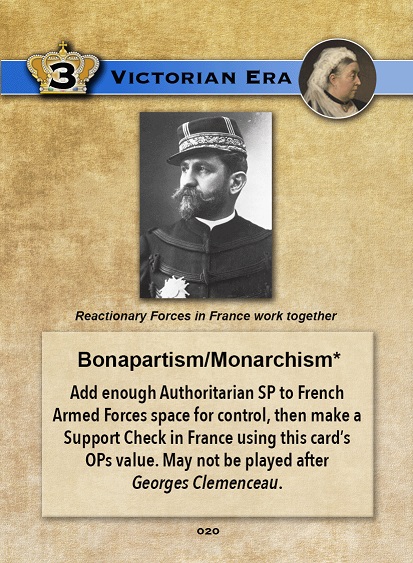 3 Victorian Era
Reactionary Forces in France work together
Bonapartism/Monarchism*
Add enough Authoritarian SP to French
Armed Forces space for control, then make a
Support Check in France using this card's
OPs value. May not be played after
Georges Clemenceau.
020